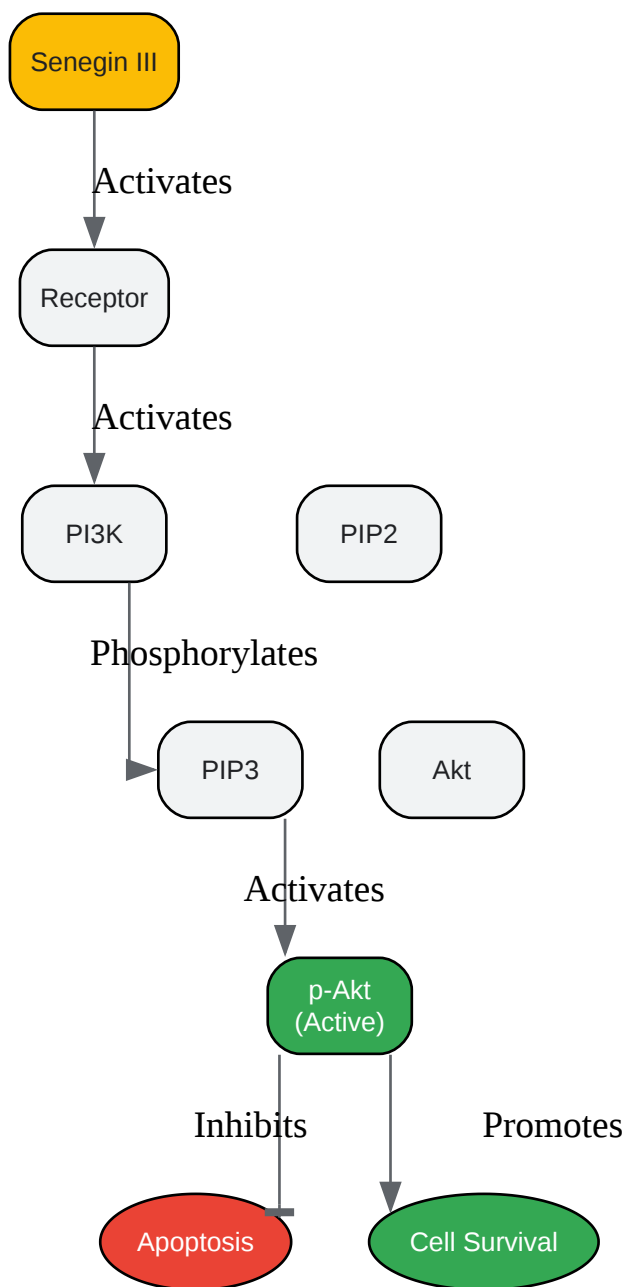 Senegin III
Activates
Receptor
Activates
PI3K
PIP2
Phosphorylates
PIP3
Akt
Activates
p-Akt
(Active)
Inhibits
Promotes
Apoptosis
Cell Survival